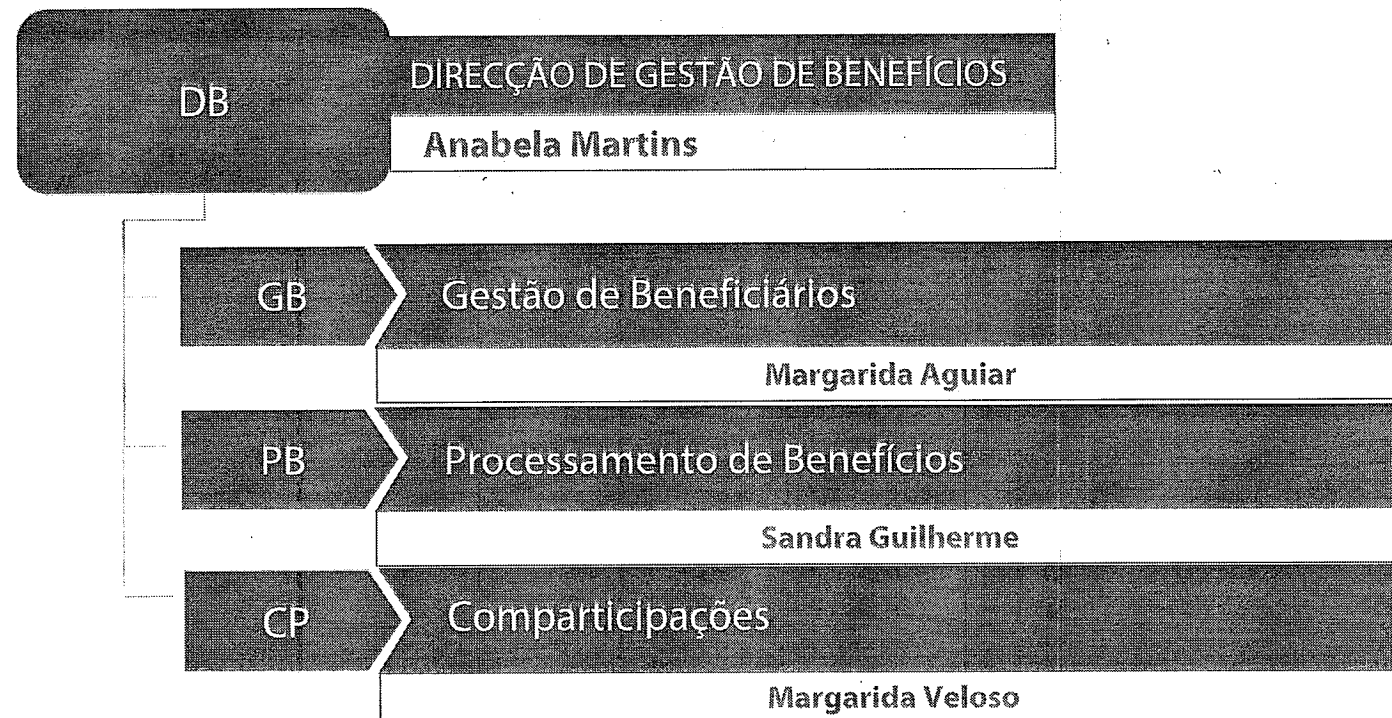 DB
DIRECÇÃO DE GESTÃO DE BENEFÍCIOS
Anabela Martins
GB
Gestão de Beneficiários
Margarida Aguiar
PB
Processamento de Benefícios
Sandra Guilherme
CP
Comparticipações
Margarida Veloso